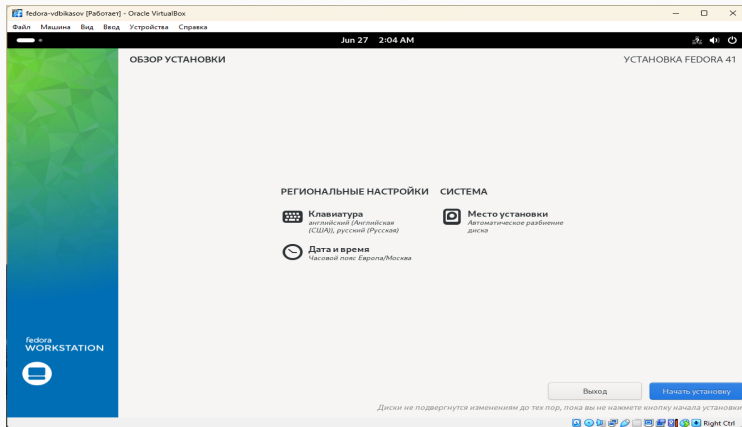 fedora-vdbikasov [Работает] - Oracle VirtualBox
Файл Машина Вид Ввод Устройства Справка
Jun 27 2:04 AM
ОБЗОР УСТАНОВКИ
УСТАНОВКА FEDORA 41
РЕГИОНАЛЬНЫЕ НАСТРОЙКИ
СИСТЕМА
Клавиатура
английский (Английская
(США)), русский (Русская)
Место установки
Автоматическое разбиение
диска
Дата и время
Часовой пояс Европа/Москва
fedora
WORKSTATION
Выход
Начать установку
Диски не подвергнутся изменениям до тех пор, пока вы не нажмете кнопку начала установки
Right Ctrl